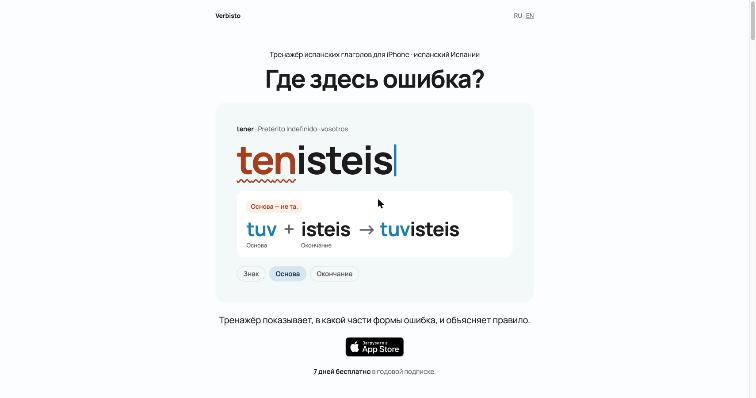 Verbisto
RU EN
Тренажёр испанских глаголов для iPhone · испанский Испании
Где здесь ошибка?
tener · Pretérito Indefinido · vosotros
tenisteis
Основа — не та.
tuv + isteis → tuvisteis
Основа Окончание
Знак Основа Окончание
Тренажёр показывает, в какой части формы ошибка, и объясняет правило.
Загрузите в
App Store
7 дней бесплатно в годовой подписке.